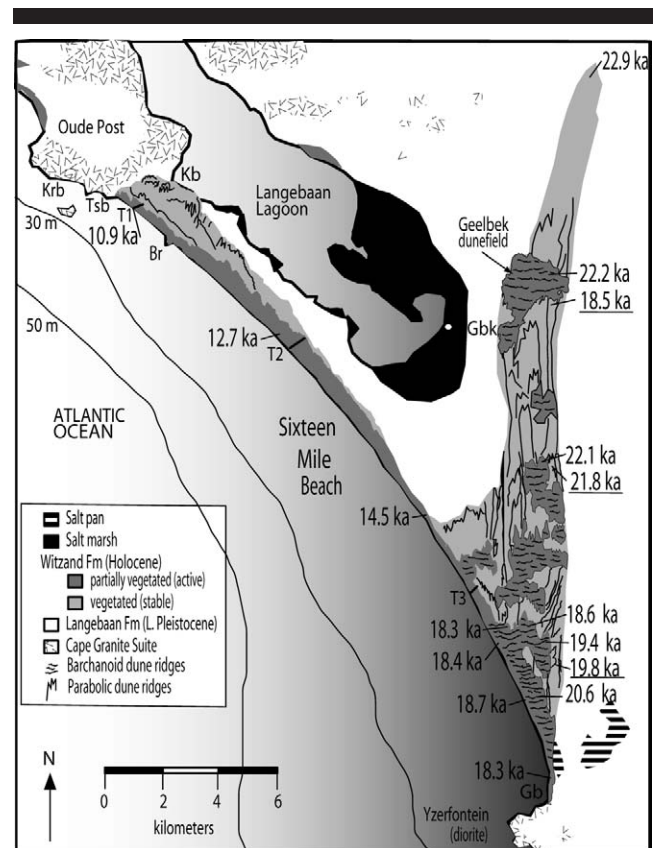 22.9 ka
Oude Post
Kb
Langebaan
Lagoon
Krb
Tsb
T1
30 m
10.9 ka
Br
Geelbek
dunefield
22.2 ka
18.5 ka
Gbk
50 m
12.7 ka
T2
ATLANTIC
OCEAN
Sixteen
Mile
Beach
22.1 ka
21.8 ka
14.5 ka
Salt pan
Salt marsh
Witzand Fm (Holocene)
partially vegetated (active)
vegetated (stable)
Langebaan Fm (L. Pleistocene)
Cape Granite Suite
Barchanoid dune ridges
Parabolic dune ridges
T3
18.3 ka
18.6 ka
18.4 ka
19.4 ka
19.8 ka
18.7 ka
20.6 ka
18.3 ka
Gb
N
0 2 4 6
kilometers
Yzerfontein
(diorite)